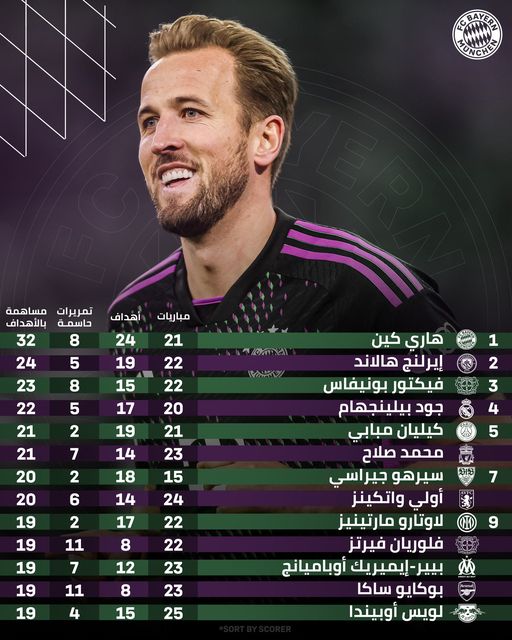 FC BAYERN
MÜNCHEN
مباريات أهداف تمريرات حاسمـة مساهمة بالأهداف
1 هاري كين 21 24 8 32
2 إيرلنج هالاند 22 19 5 24
3 فيكتور بونيفاس 22 15 8 23
4 جود بيلينجهام 20 17 5 22
5 كيليان مبابي 21 19 2 21
محمد صلاح 23 14 7 21
7 سيرهو جيراسي 15 18 2 20
أولي واتكينز 24 14 6 20
9 لاوتارو مارتينيز 22 17 2 19
فلوريان فيرتز 22 8 11 19
بيير-إيميريك أوباميانج 23 12 7 19
بوكايو ساكا 23 8 11 19
لويس أوبيندا 25 15 4 19
*SORT BY SCORER